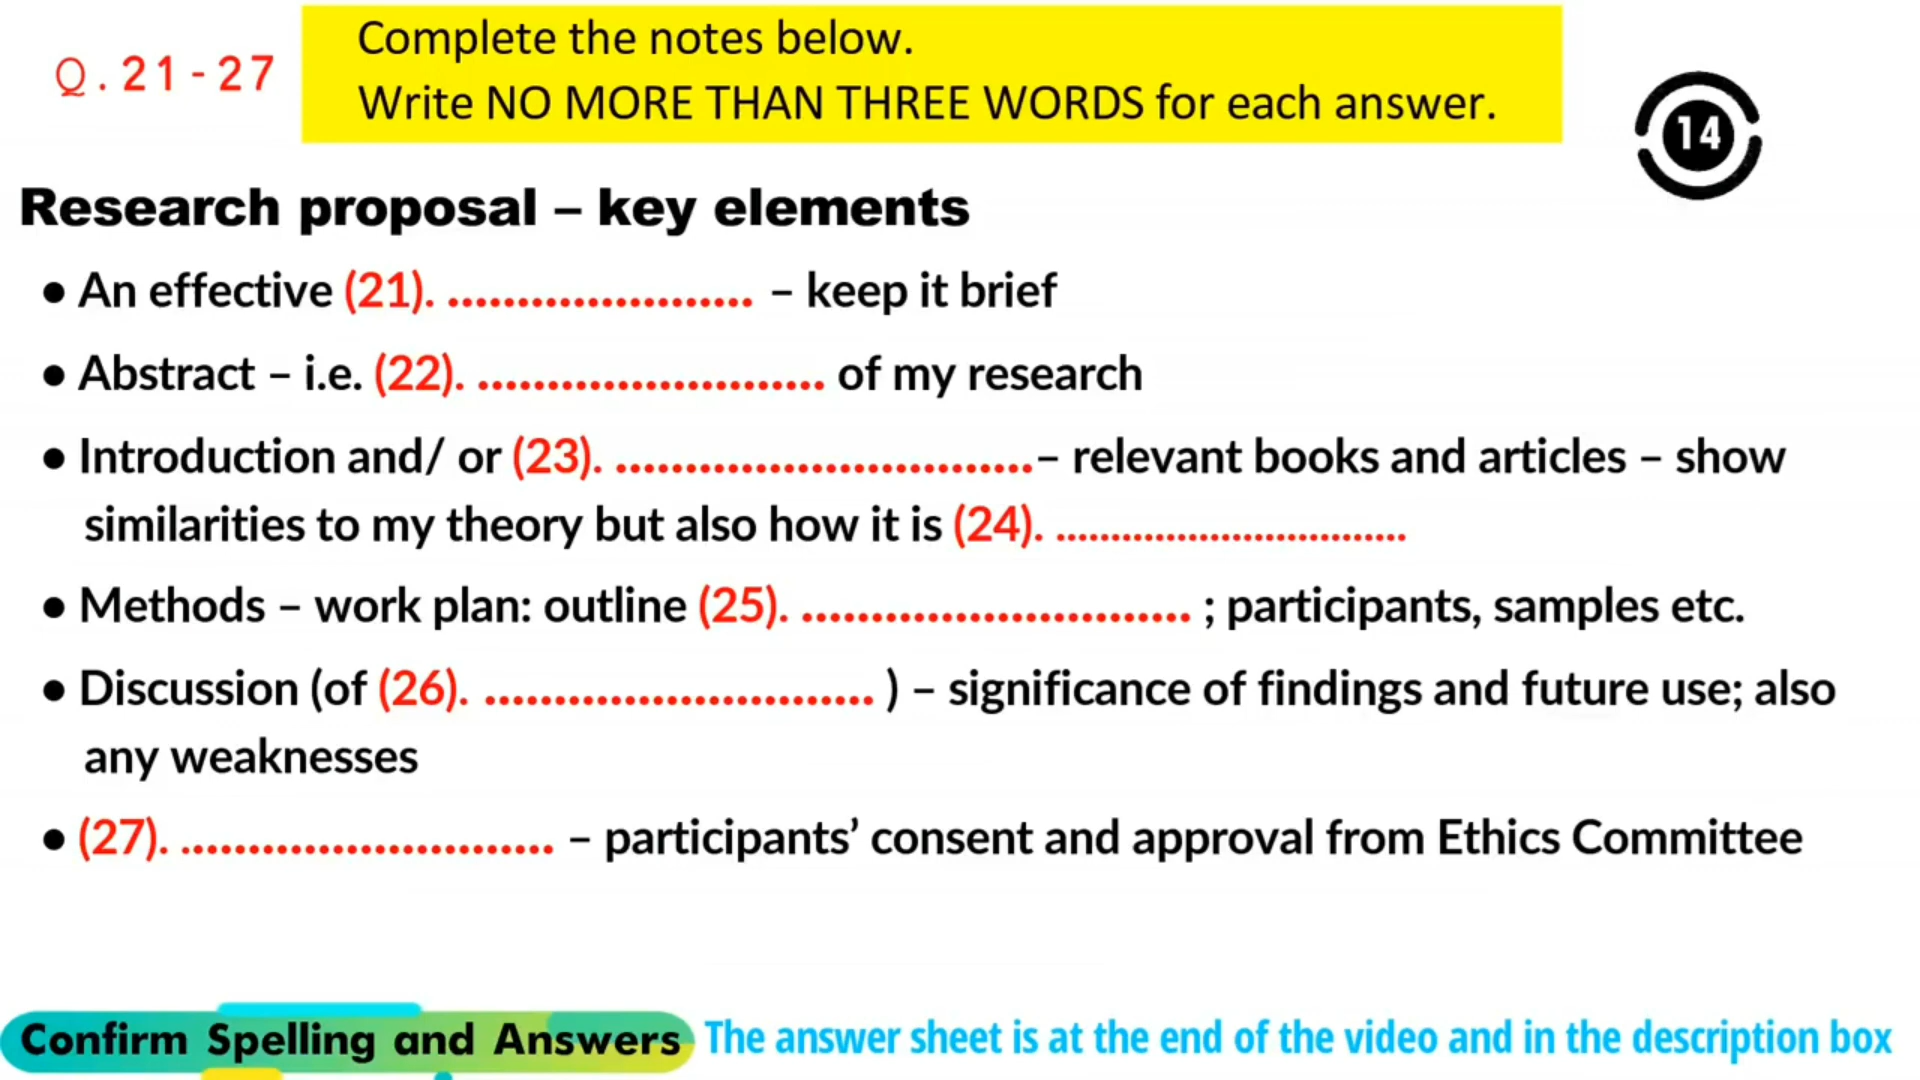 Q.21-27
Complete the notes below.
Write NO MORE THAN THREE WORDS for each answer.
14
Research proposal – key elements
● An effective (21). ...................... – keep it brief
● Abstract – i.e. (22). ......................... of my research
● Introduction and/ or (23). ..............................– relevant books and articles – show
similarities to my theory but also how it is (24). ................................
● Methods – work plan: outline (25). ............................ ; participants, samples etc.
● Discussion (of (26). ............................ ) – significance of findings and future use; also
any weaknesses
● (27). ............................ – participants’ consent and approval from Ethics Committee
Confirm Spelling and Answers The answer sheet is at the end of the video and in the description box